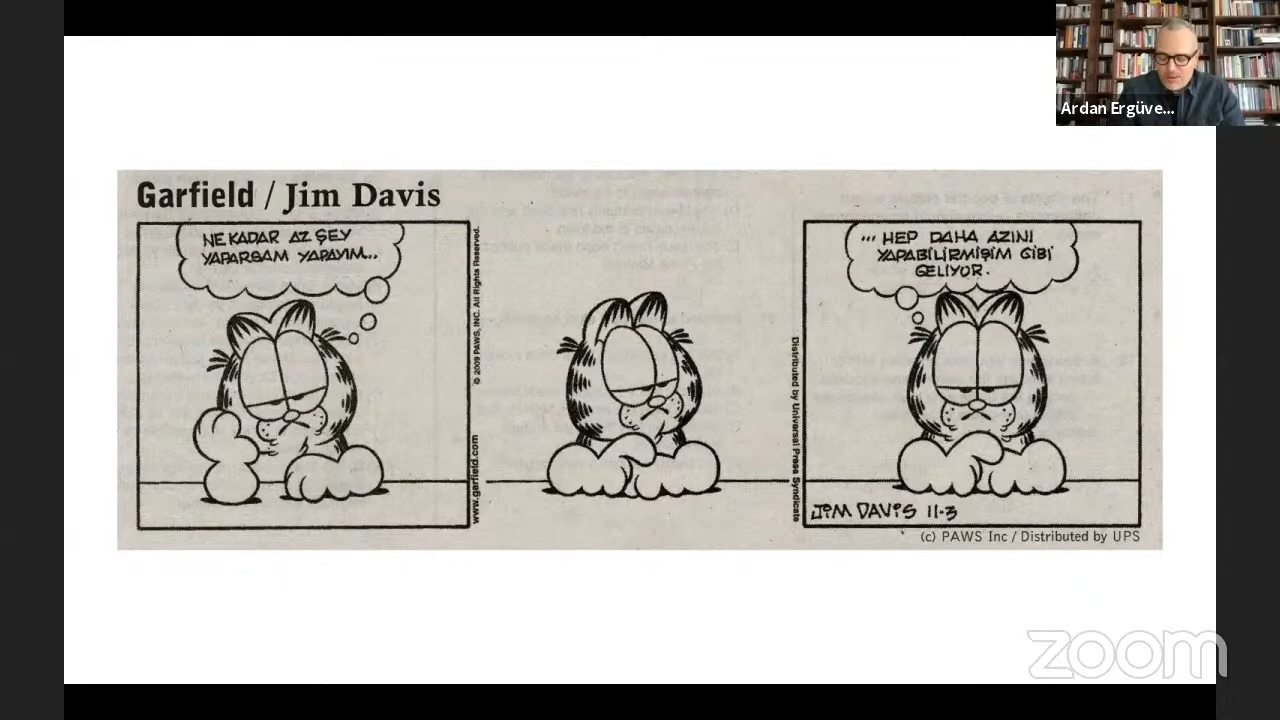 Ardan Ergüve...
Garfield / Jim Davis
NE KADAR AZ ŞEY
YAPARSAM YAPAYIM...
© 2009 PAWS, INC. All Rights Reserved.
www.garfield.com
Distributed by Universal Press Syndicate
... HEP DAHA AZINI
YAPABİLİRMİŞİM GİBİ
GELİYOR.
JIM DAVIS 11-3
(c) PAWS Inc / Distributed by UPS
zoom